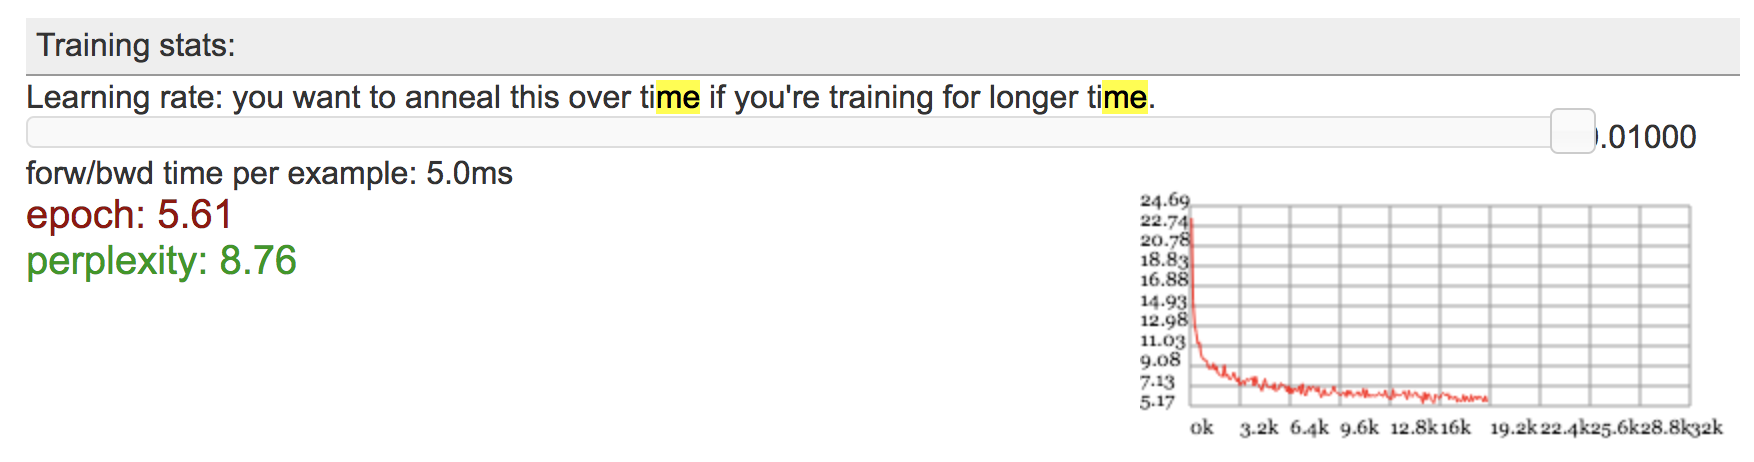 Training stats:
Learning rate: you want to anneal this over time if you're training for longer time.
.01000
forw/bwd time per example: 5.0ms
epoch: 5.61
perplexity: 8.76
24.69
22.74
20.78
18.83
16.88
14.93
12.98
11.03
9.08
7.13
5.17
0k 3.2k 6.4k 9.6k 12.8k 16k 19.2k 22.4k 25.6k 28.8k 32k